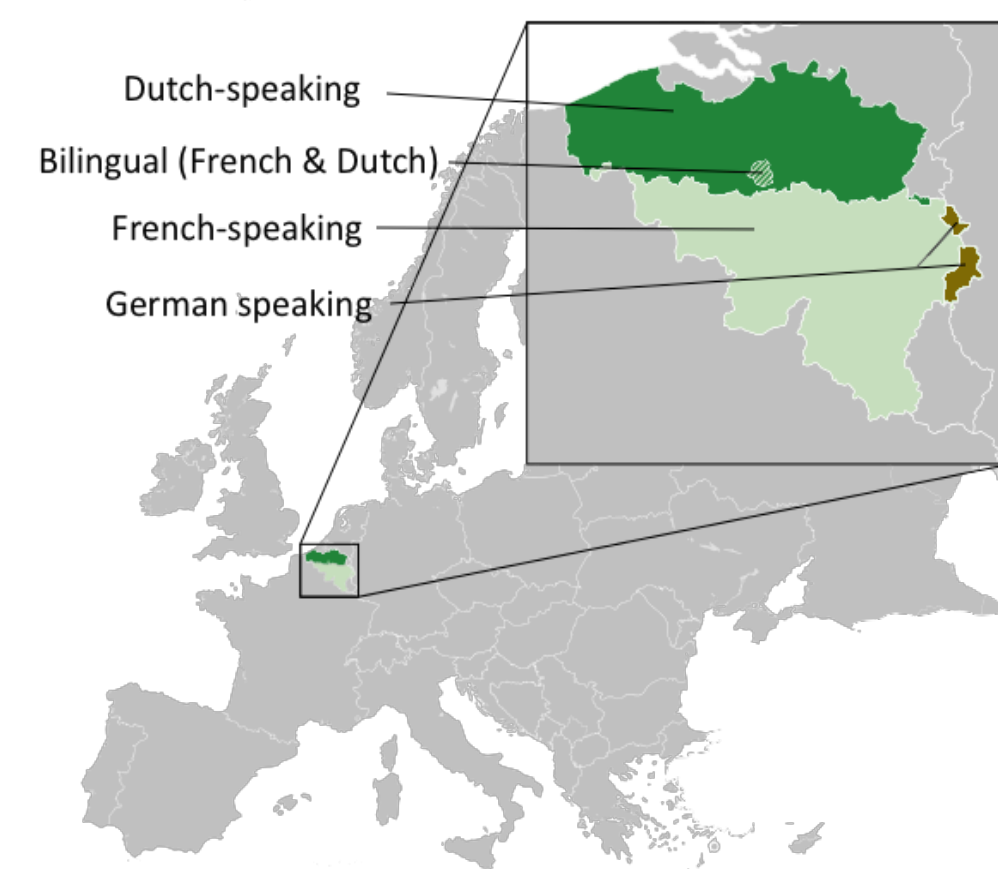 Dutch-speaking
Bilingual (French & Dutch)
French-speaking
German speaking